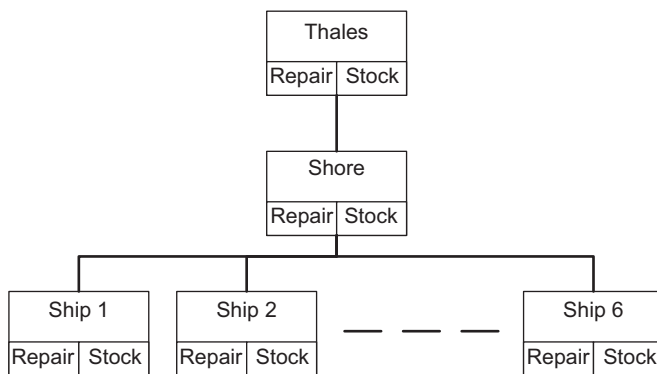 Thales
Repair Stock
Shore
Repair Stock
Ship 1 Ship 2 Ship 6
Repair Stock Repair Stock Repair Stock